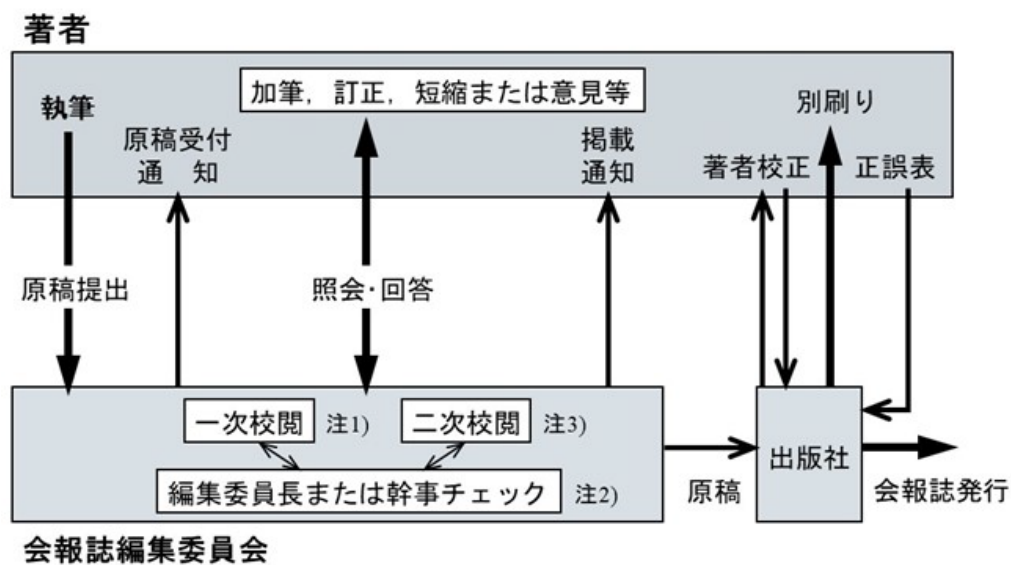 著者
執筆
加筆，訂正，短縮または意見等
別刷り
原稿受付
通　知
掲載
通知
著者校正
正誤表
原稿提出
照会・回答
一次校閲 注1)
二次校閲 注3)
編集委員長または幹事チェック 注2)
原稿
出版社
会報誌発行
会報誌編集委員会